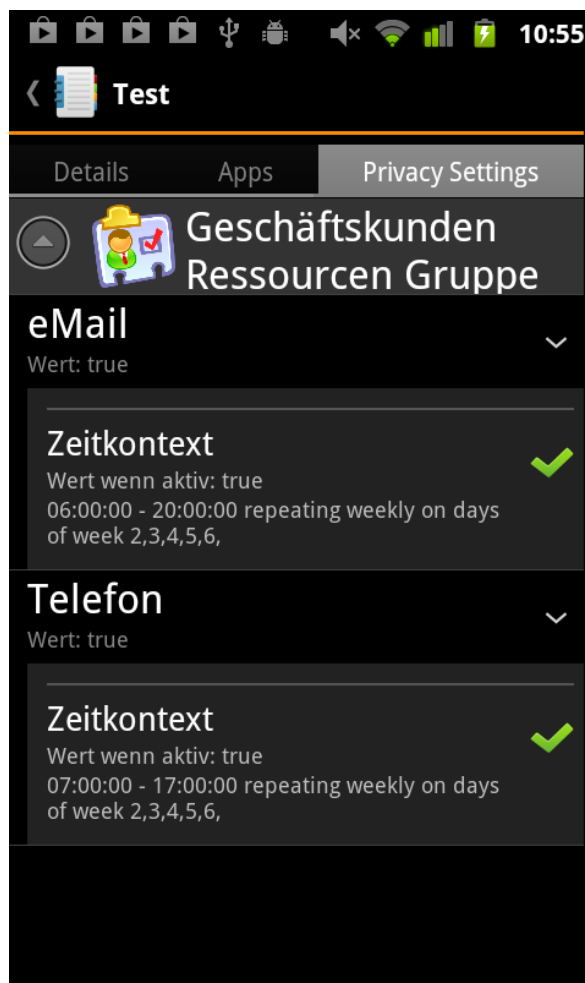 10:55
Test
Details Apps Privacy Settings
Geschäftskunden
Ressourcen Gruppe
eMail
Wert: true
Zeitkontext
Wert wenn aktiv: true
06:00:00 - 20:00:00 repeating weekly on days
of week 2,3,4,5,6,
Telefon
Wert: true
Zeitkontext
Wert wenn aktiv: true
07:00:00 - 17:00:00 repeating weekly on days
of week 2,3,4,5,6,